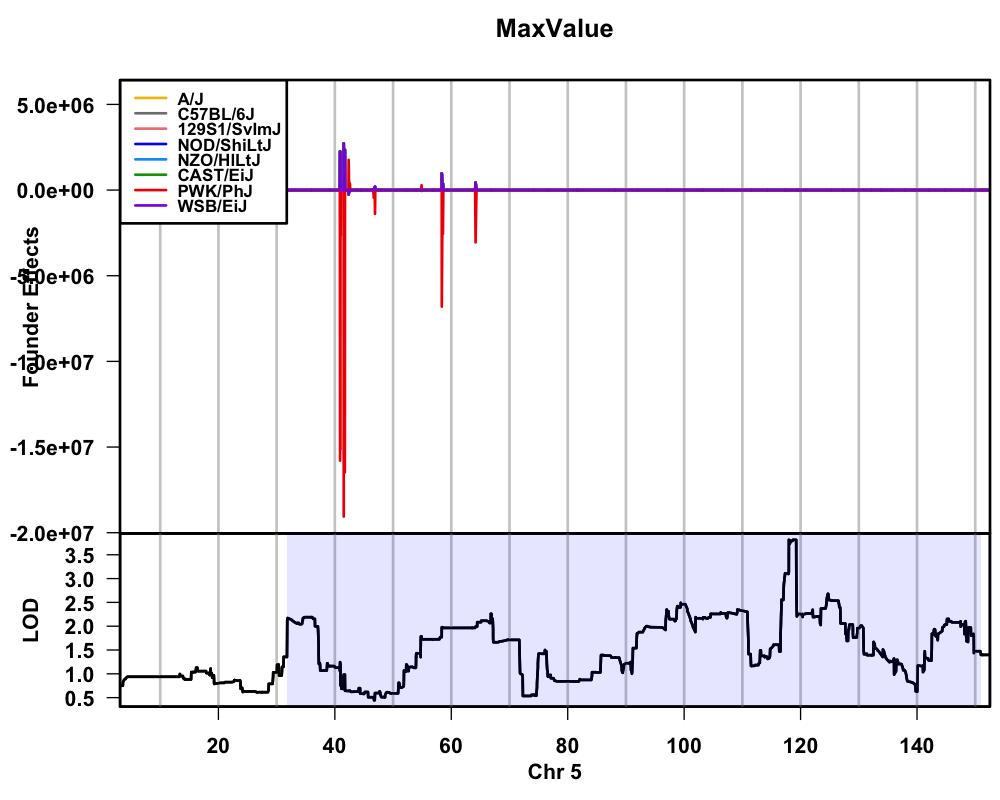 MaxValue
5.0e+06
0.0e+00
-5.0e+06
-1.0e+07
-1.5e+07
-2.0e+07
Founder Effects
A/J
C57BL/6J
129S1/SvImJ
NOD/ShiLtJ
NZO/HILtJ
CAST/EiJ
PWK/PhJ
WSB/EiJ
3.5
3.0
2.5
2.0
1.5
1.0
0.5
LOD
20 40 60 80 100 120 140
Chr 5